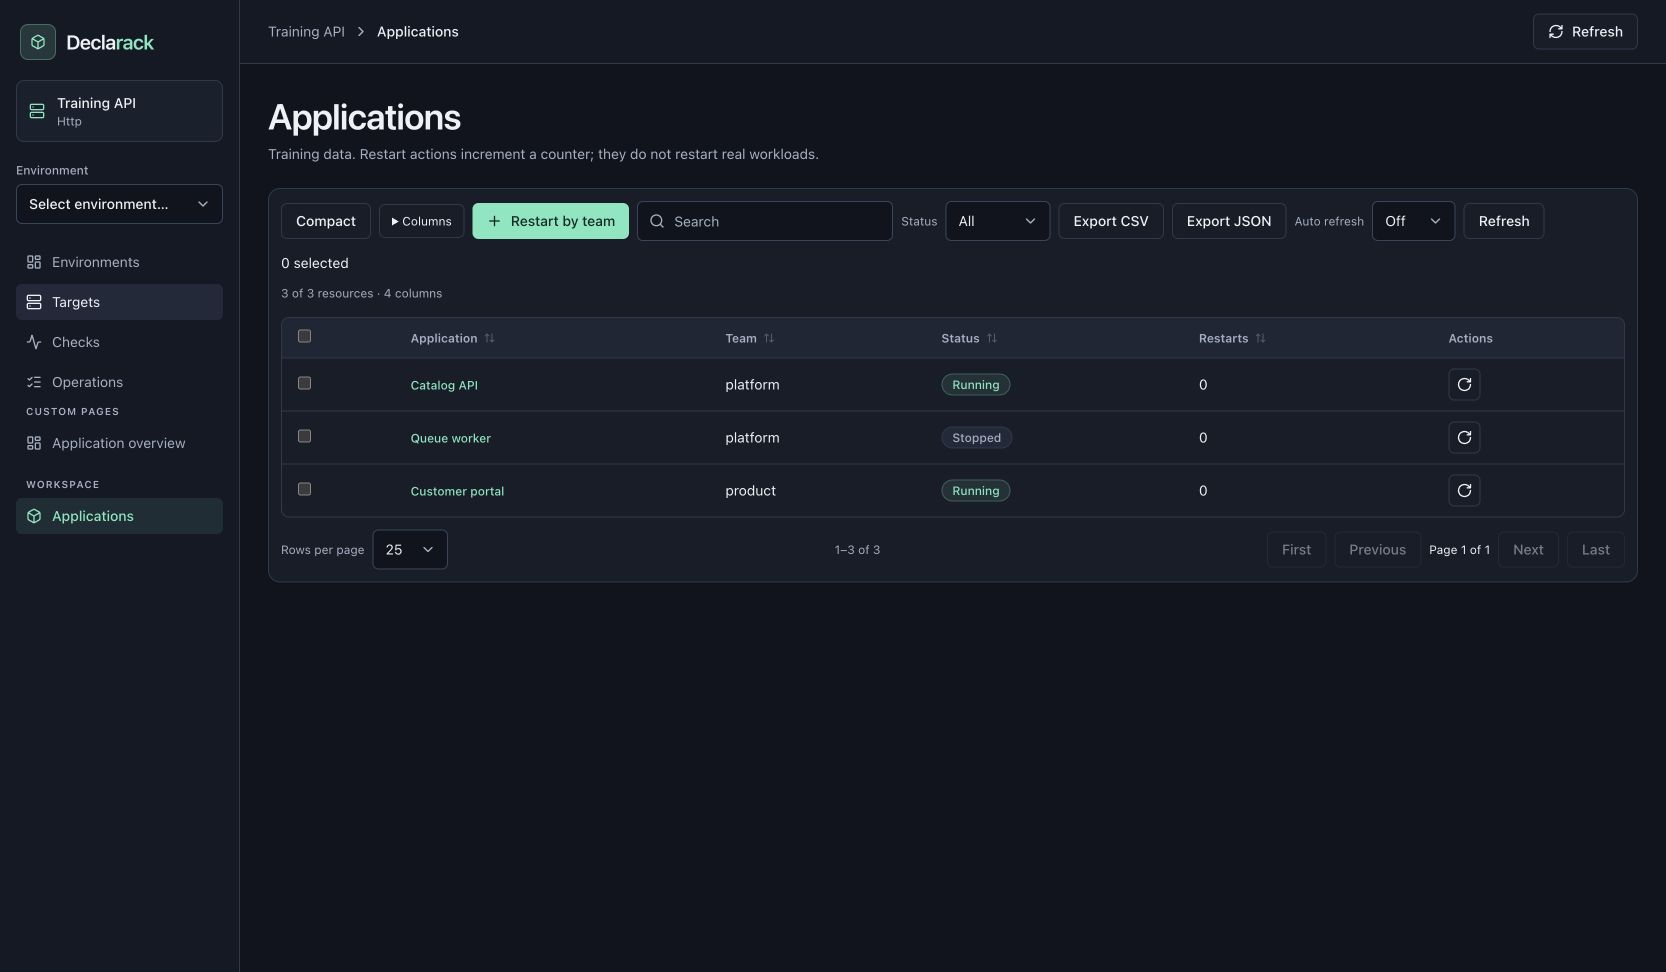 Declarack
Training API
Http
Environment
Select environment...
Environments
Targets
Checks
Operations
CUSTOM PAGES
Application overview
WORKSPACE
Applications
Training API > Applications
Refresh
Applications
Training data. Restart actions increment a counter; they do not restart real workloads.
Compact Columns + Restart by team Search Status All Export CSV Export JSON Auto refresh Off Refresh
0 selected
3 of 3 resources · 4 columns
Application Team Status Restarts Actions
Catalog API platform Running 0
Queue worker platform Stopped 0
Customer portal product Running 0
Rows per page 25 1–3 of 3 First Previous Page 1 of 1 Next Last